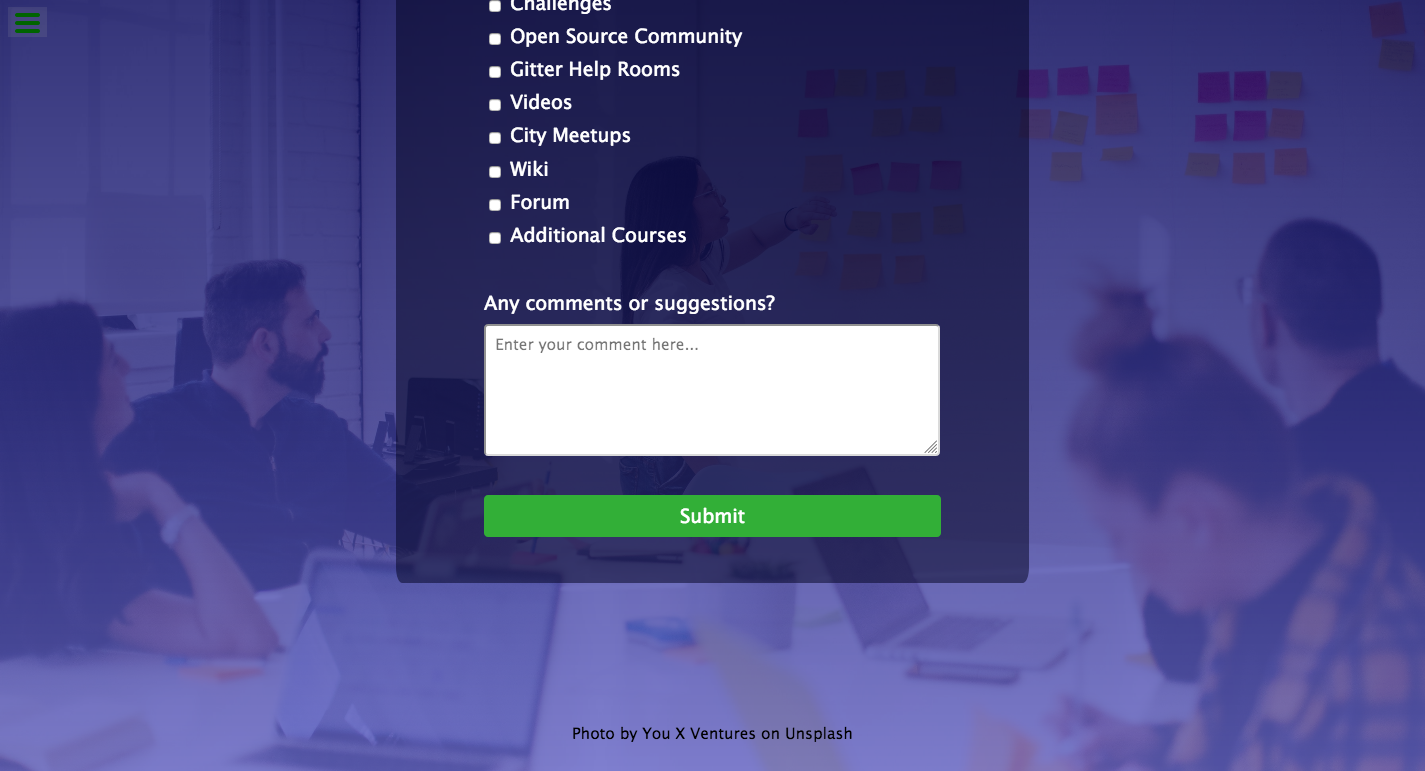 Challenges
Open Source Community
Gitter Help Rooms
Videos
City Meetups
Wiki
Forum
Additional Courses
Any comments or suggestions?
Enter your comment here...
Submit
Photo by You X Ventures on Unsplash